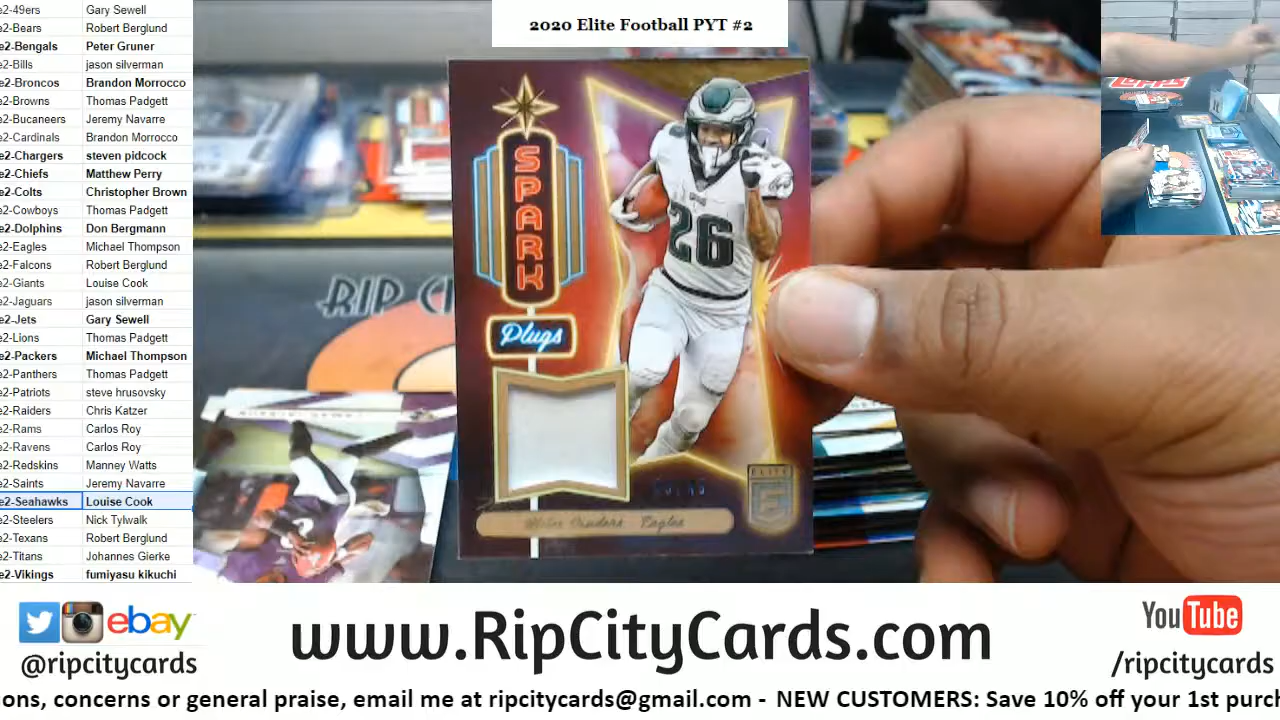 2020 Elite Football PYT #2
e2-49ers Gary Sewell
e2-Bears Robert Berglund
e2-Bengals Peter Gruner
e2-Bills jason silverman
e2-Broncos Brandon Morrocco
e2-Browns Thomas Padgett
e2-Bucaneers Jeremy Navarre
e2-Cardinals Brandon Morrocco
e2-Chargers steven pidcock
e2-Chiefs Matthew Perry
e2-Colts Christopher Brown
e2-Cowboys Thomas Padgett
e2-Dolphins Don Bergmann
e2-Eagles Michael Thompson
e2-Falcons Robert Berglund
e2-Giants Louise Cook
e2-Jaguars jason silverman
e2-Jets Gary Sewell
e2-Lions Thomas Padgett
e2-Packers Michael Thompson
e2-Panthers Thomas Padgett
e2-Patriots steve hrusovsky
e2-Raiders Chris Katzer
e2-Rams Carlos Roy
e2-Ravens Carlos Roy
e2-Redskins Manney Watts
e2-Saints Jeremy Navarre
e2-Seahawks Louise Cook
e2-Steelers Nick Tylwalk
e2-Texans Robert Berglund
e2-Titans Johannes Gierke
e2-Vikings fumiyasu kikuchi
SPARK
Plugs
26
ELITE
Miles Sanders Eagles
RIP CI
TOPPS
ebay
@ripcitycards
www.RipCityCards.com
YouTube
/ripcitycards
ons, concerns or general praise, email me at ripcitycards@gmail.com - NEW CUSTOMERS: Save 10% off your 1st purch